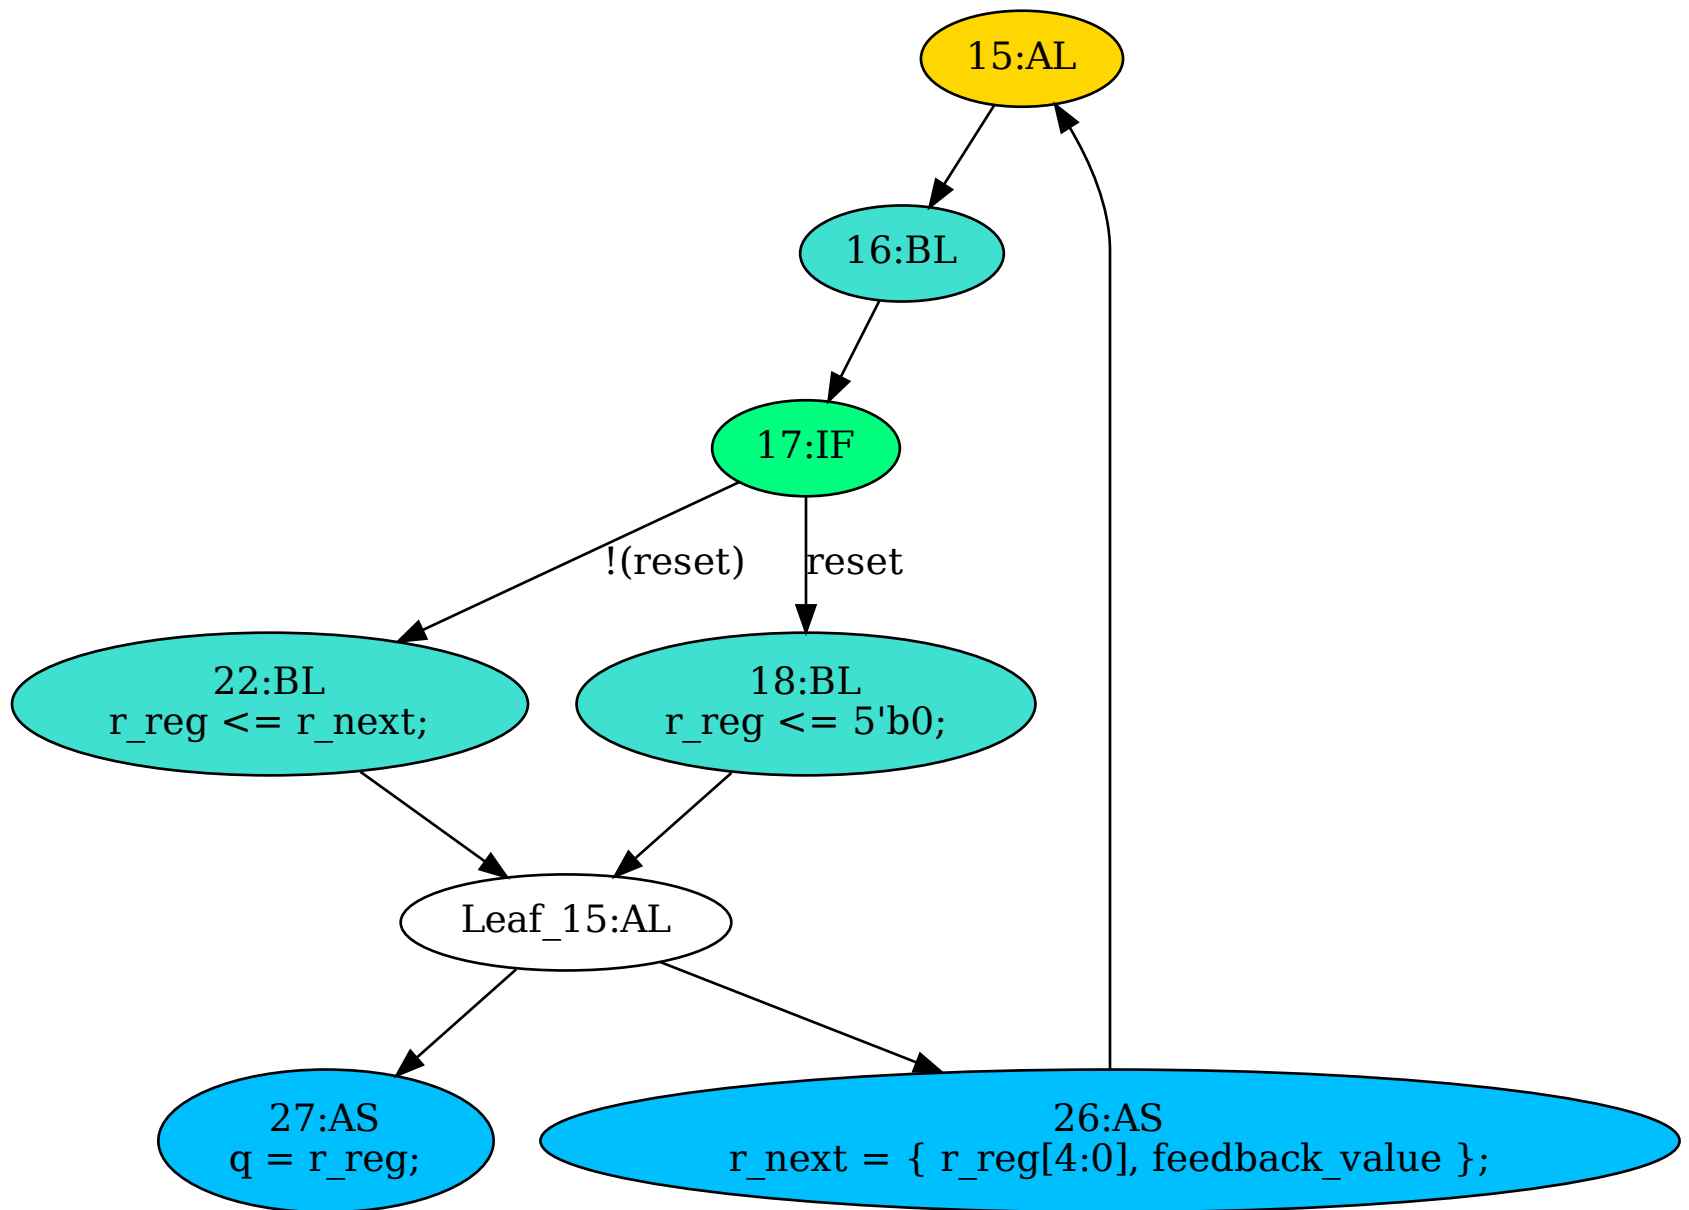 15:AL
16:BL
17:IF
!(reset)
reset
22:BL
r_reg <= r_next;
18:BL
r_reg <= 5'b0;
Leaf_15:AL
27:AS
q = r_reg;
26:AS
r_next = { r_reg[4:0], feedback_value };